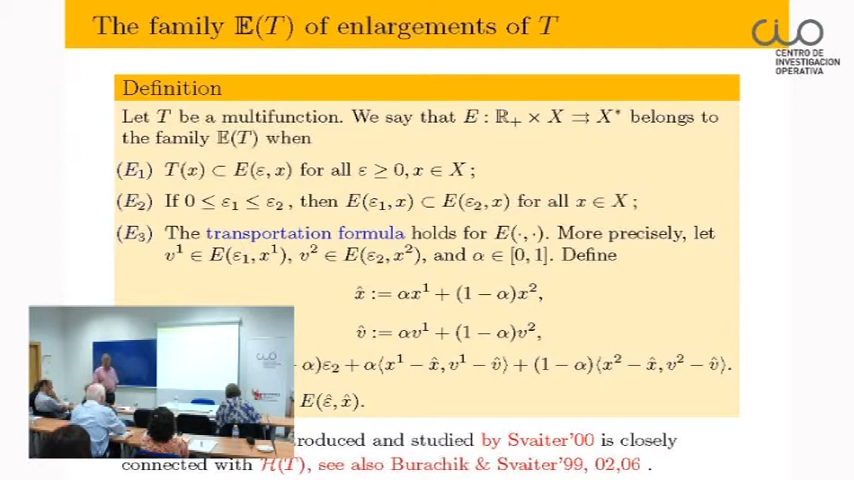 The family 𝔼(T) of enlargements of T
CIO
CENTRO DE
INVESTIGACION
OPERATIVA
Definition
Let T be a multifunction. We say that E : ℝ₊ × X ⇉ X* belongs to
the family 𝔼(T) when
(E₁) T(x) ⊂ E(ε, x) for all ε ≥ 0, x ∈ X;
(E₂) If 0 ≤ ε₁ ≤ ε₂, then E(ε₁, x) ⊂ E(ε₂, x) for all x ∈ X;
(E₃) The transportation formula holds for E(·, ·). More precisely, let
v¹ ∈ E(ε₁, x¹), v² ∈ E(ε₂, x²), and α ∈ [0, 1]. Define
x̂ := αx¹ + (1 − α)x²,
v̂ := αv¹ + (1 − α)v²,
α)ε₂ + α⟨x¹ − x̂, v¹ − v̂⟩ + (1 − α)⟨x² − x̂, v² − v̂⟩.
E(ε̂, x̂).
roduced and studied by Svaiter'00 is closely
connected with ℋ(T), see also Burachik & Svaiter'99, 02,06 .